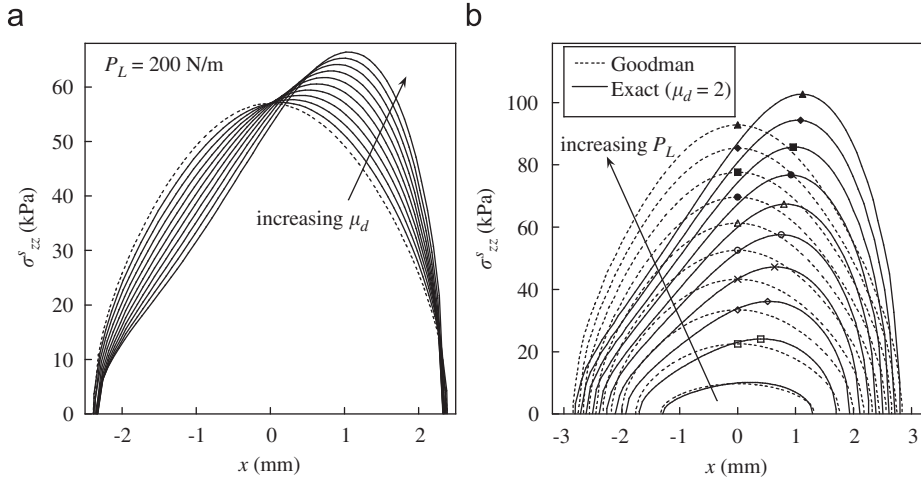 a
P_L = 200 N/m
increasing μ_d
σ^s_zz (kPa)
60
50
40
30
20
10
0
-2
-1
0
1
2
x (mm)
b
Goodman
Exact (μ_d = 2)
increasing P_L
σ^s_zz (kPa)
100
80
60
40
20
0
-3
-2
-1
0
1
2
3
x (mm)